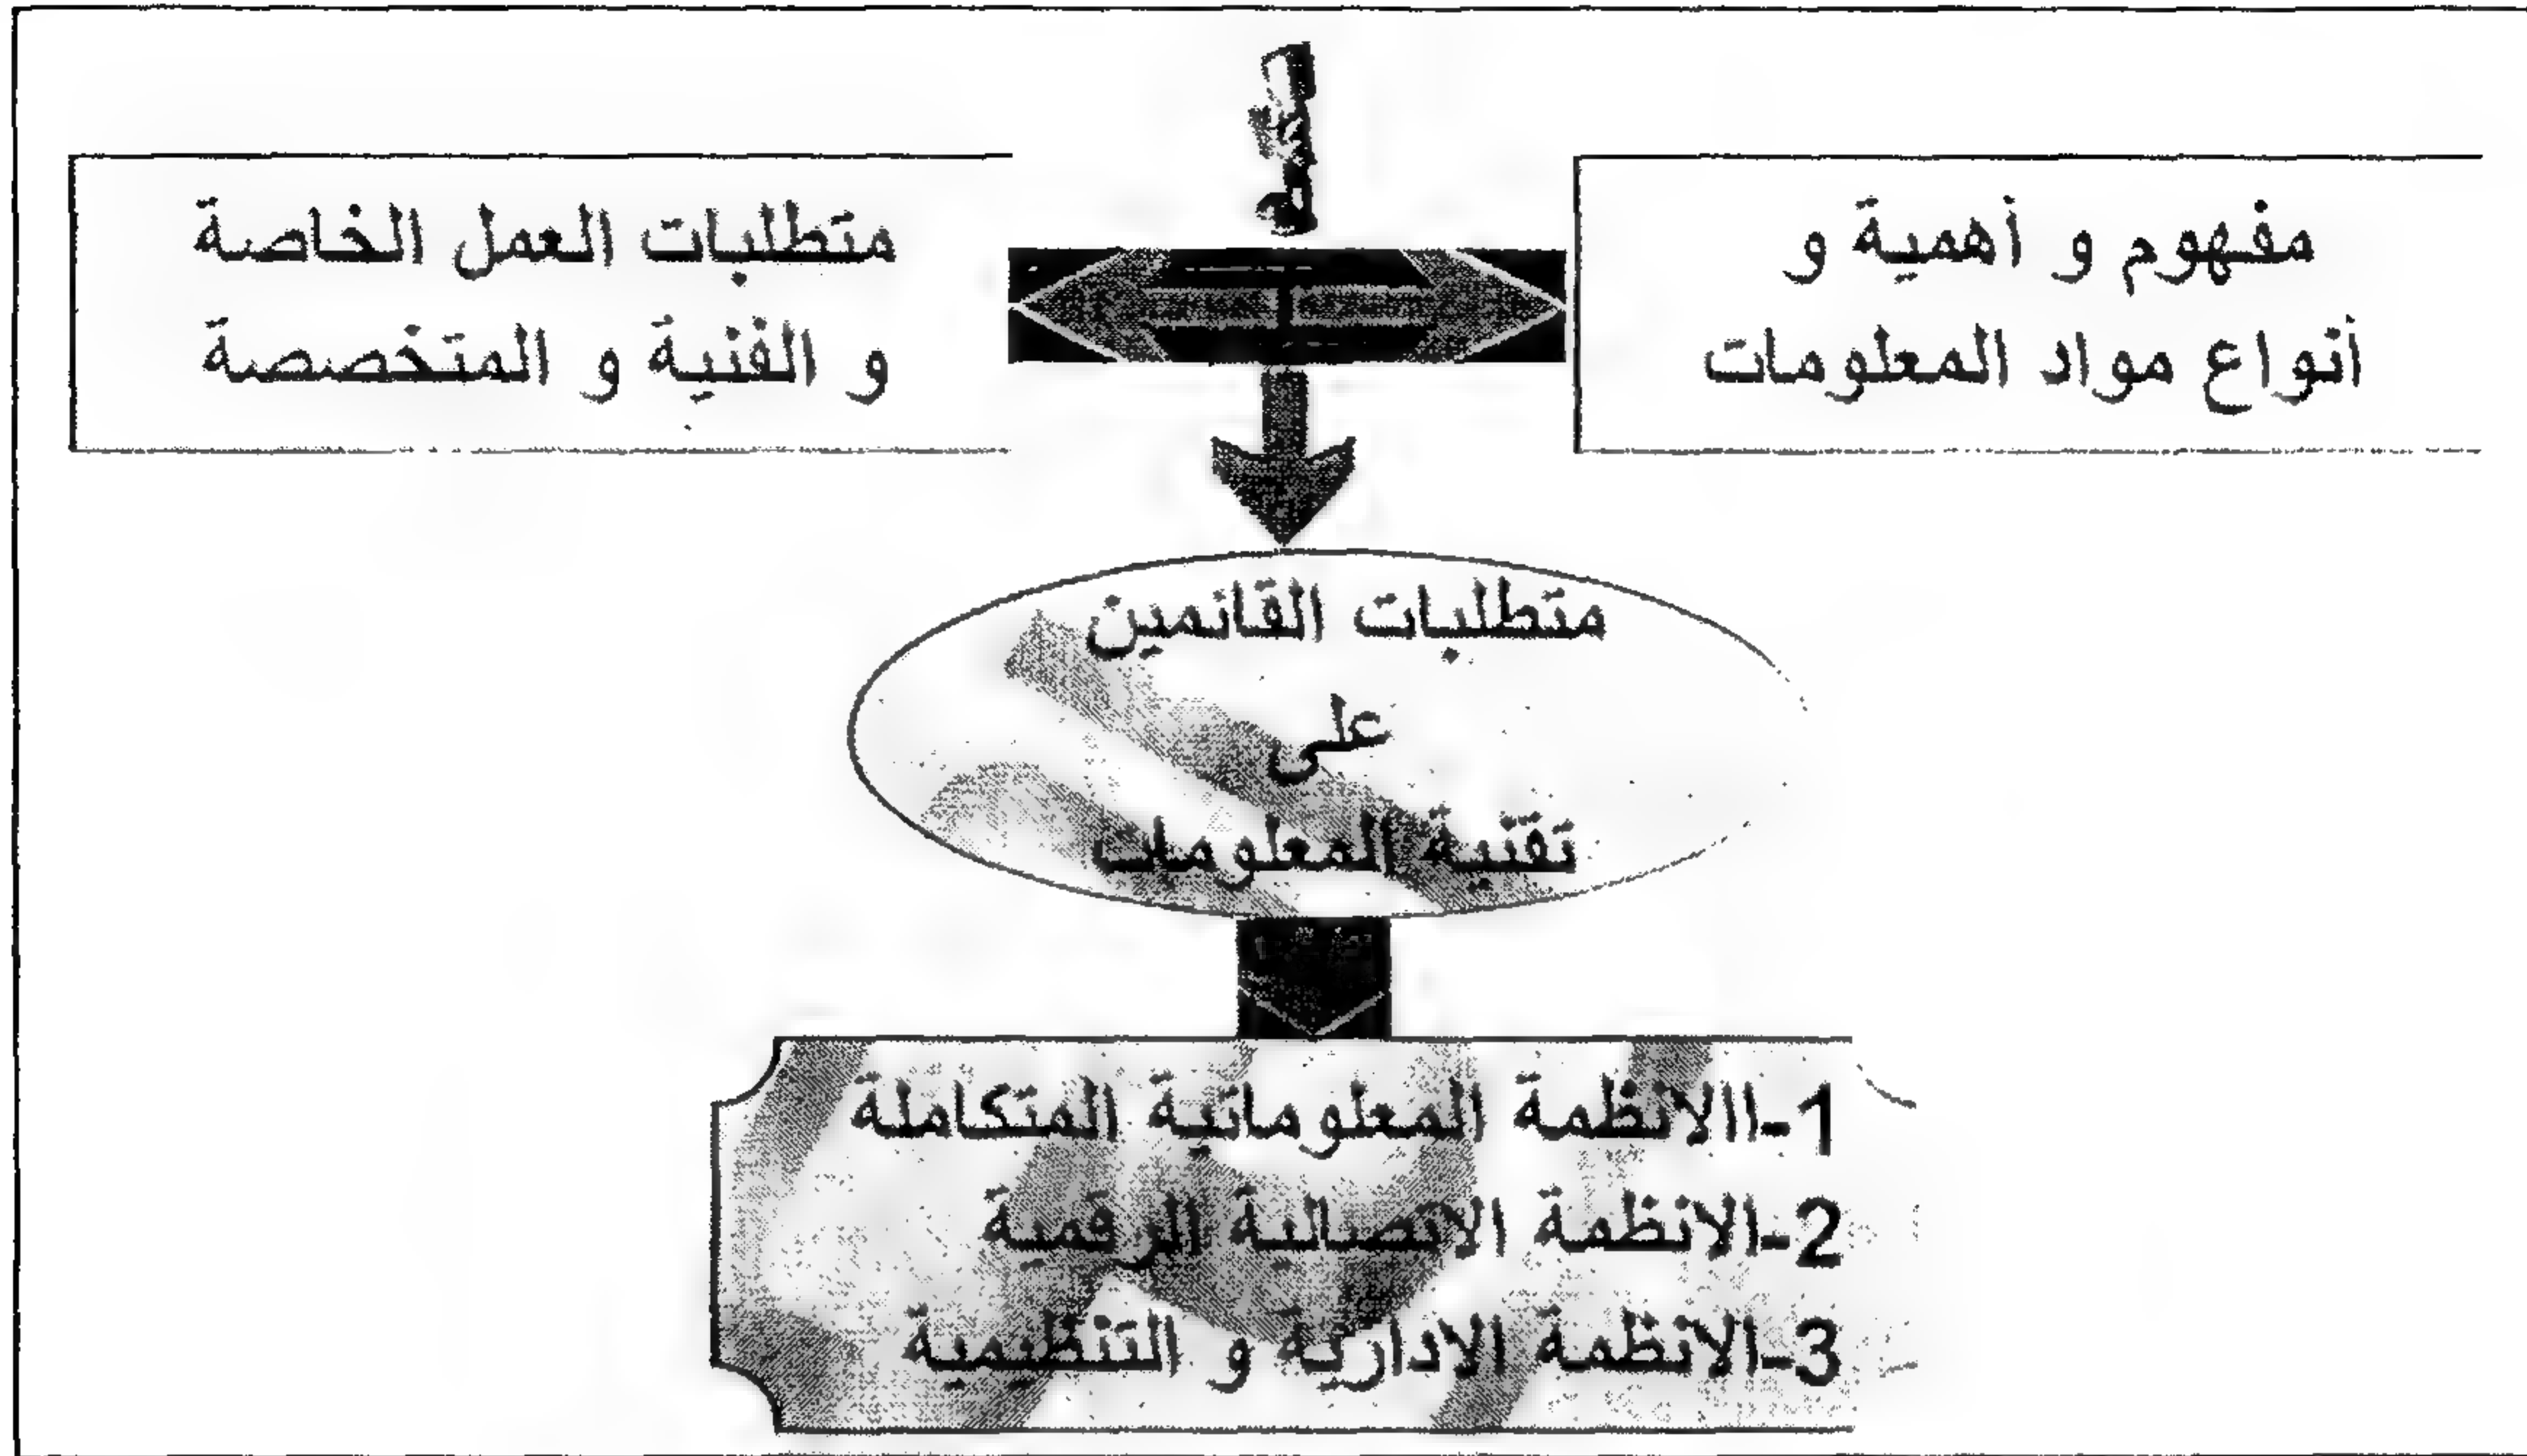 مفهوم و أهمية و
أنواع مواد المعلومات
متطلبات العمل الخاصة
و الفنية و المتخصصة
متطلبات القائمين
على
تقنية المعلومات
1-االانظمة المعلوماتية المتكاملة
2-الانظمة الاتصالية الرقمية
3-الانظمة الادارية و التنظيمية